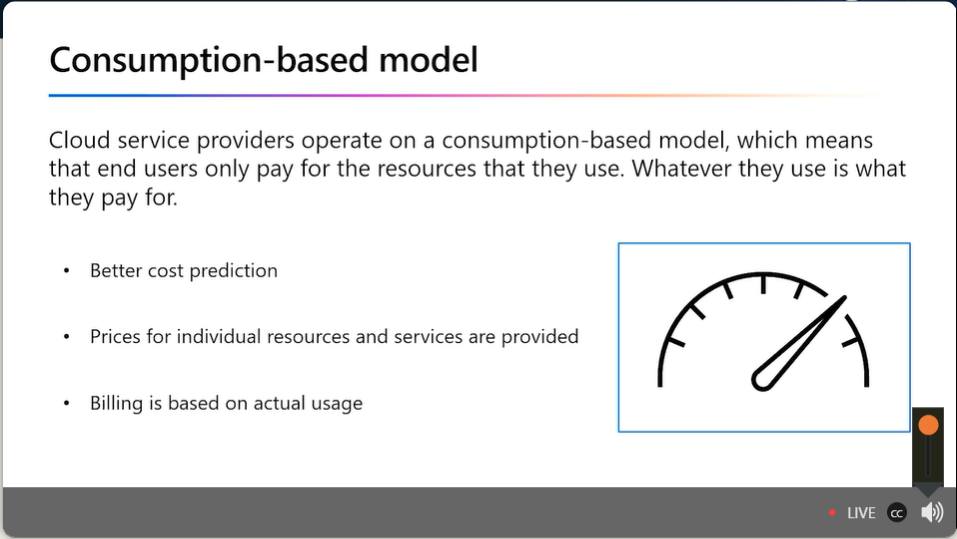 Consumption-based model
Cloud service providers operate on a consumption-based model, which means
that end users only pay for the resources that they use. Whatever they use is what
they pay for.
• Better cost prediction
• Prices for individual resources and services are provided
• Billing is based on actual usage
LIVE CC